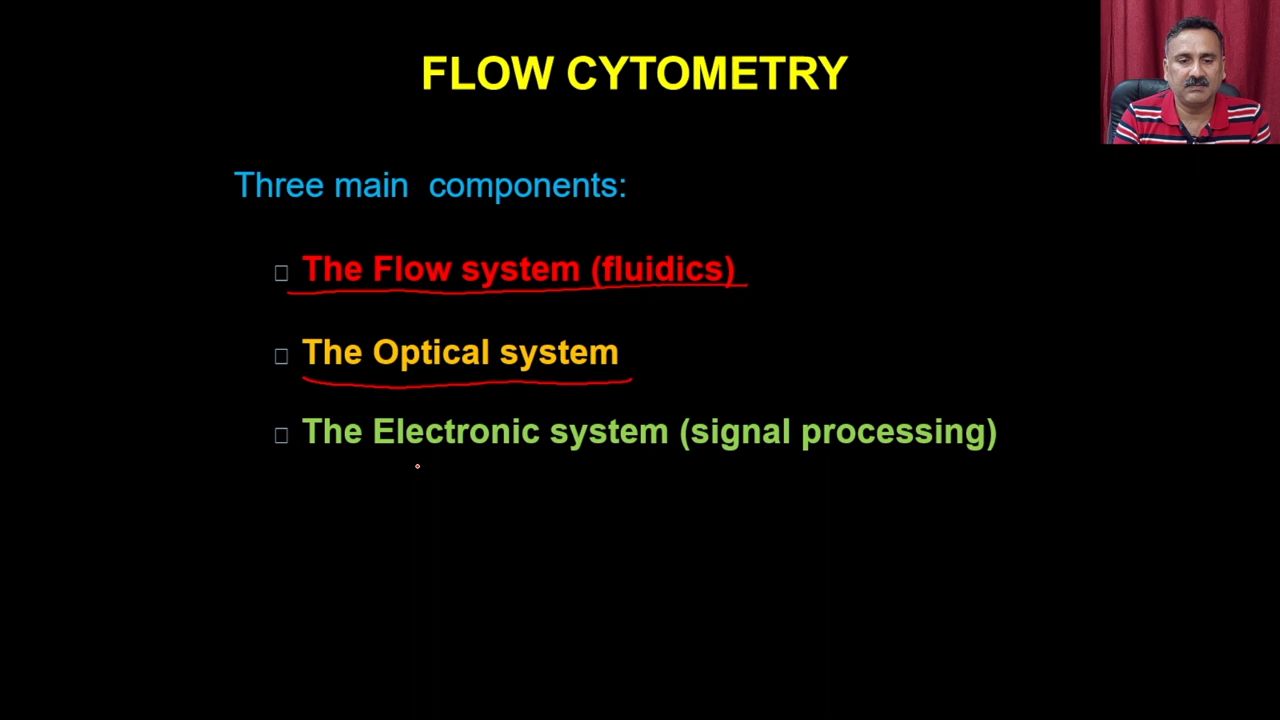 FLOW CYTOMETRY
Three main components:
The Flow system (fluidics)
The Optical system
The Electronic system (signal processing)